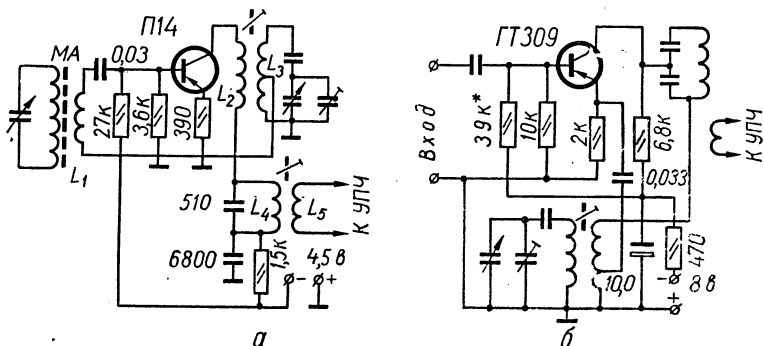 П14
МА
0,03
27к
3,6к
390
L₁
L₂
L₃
510
L₄
L₅
К УПЧ
6800
1,5к
4,5 в
- +
а
ГТ309
Вход
39к*
10к
2к
6,8к
0,033
К УПЧ
10,0
470
-
8 в
+
б